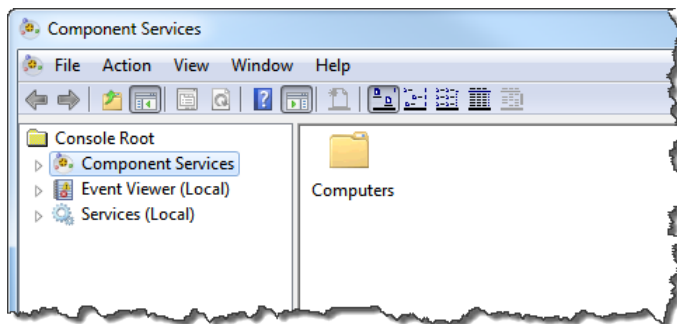 Component Services
File Action View Window Help
Console Root
Component Services
Event Viewer (Local)
Services (Local)
Computers